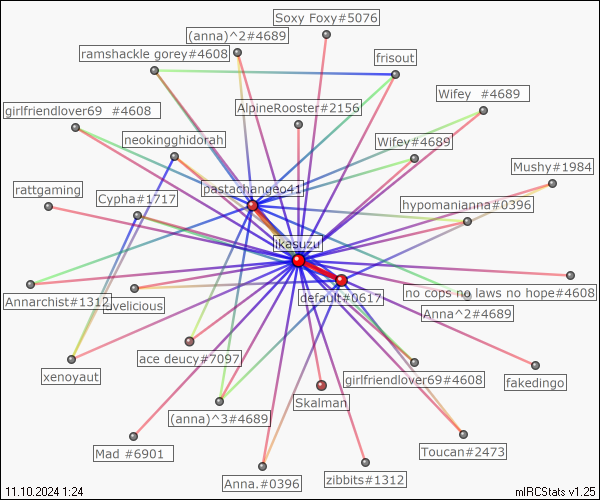 Soxy Foxy#5076
(anna)^2#4689
ramshackle gorey#4608
frisout
Wifey #4689
girlfriendlover69 #4608
AlpineRooster#2156
neokingghidorah
Wifey#4689
Mushy#1984
pastachangeo41
rattgaming
Cypha#1717
hypomanianna#0396
ikasuzu
Annarchist#1312
default#0617
no cops no laws no hope#4608
Anna^2#4689
ace deucy#7097
xenoyaut
girlfriendlover69#4608
fakedingo
Skalman
(anna)^3#4689
Mad #6901
Toucan#2473
Anna.#0396
zibbits#1312
11.10.2024 1:24
mIRCStats v1.25